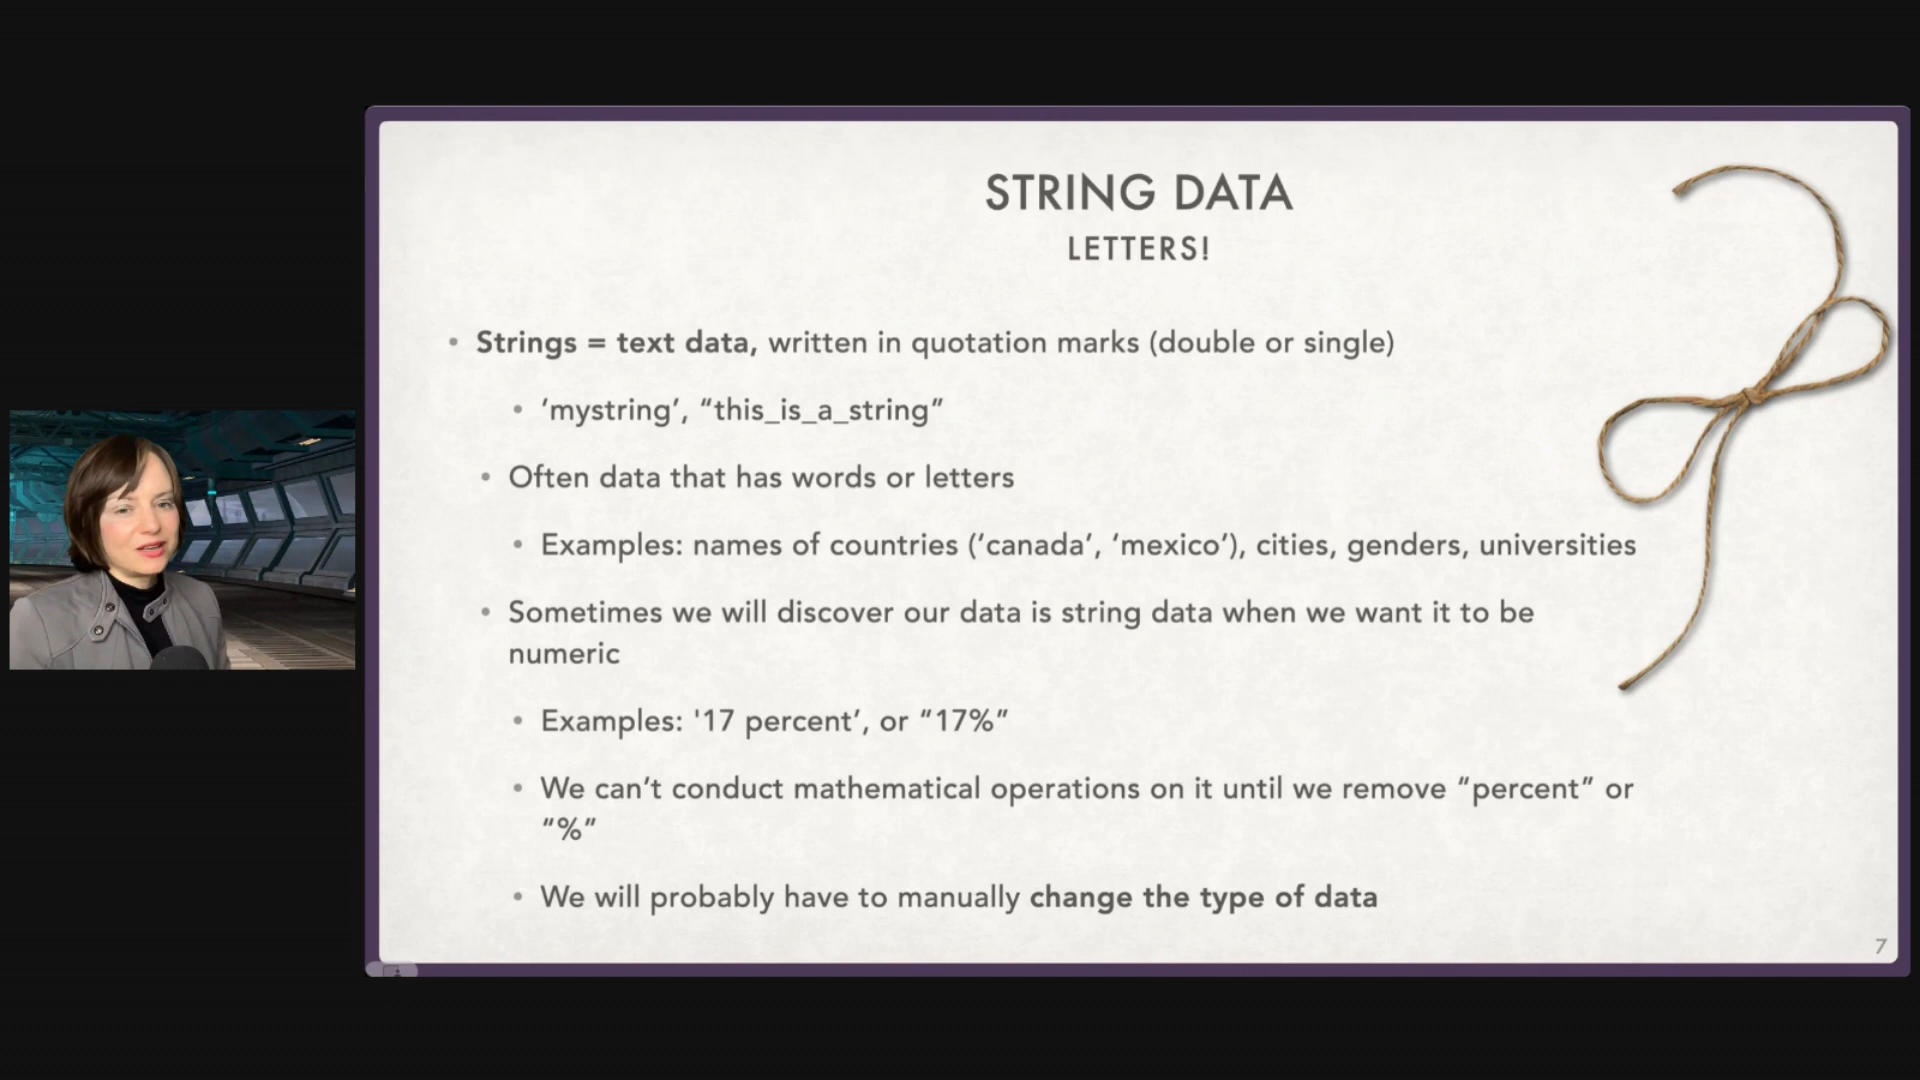 STRING DATA
LETTERS!
• Strings = text data, written in quotation marks (double or single)
• ‘mystring’, “this_is_a_string”
• Often data that has words or letters
• Examples: names of countries (‘canada’, ‘mexico’), cities, genders, universities
• Sometimes we will discover our data is string data when we want it to be
numeric
• Examples: '17 percent’, or “17%”
• We can’t conduct mathematical operations on it until we remove “percent” or
“%”
• We will probably have to manually change the type of data
7